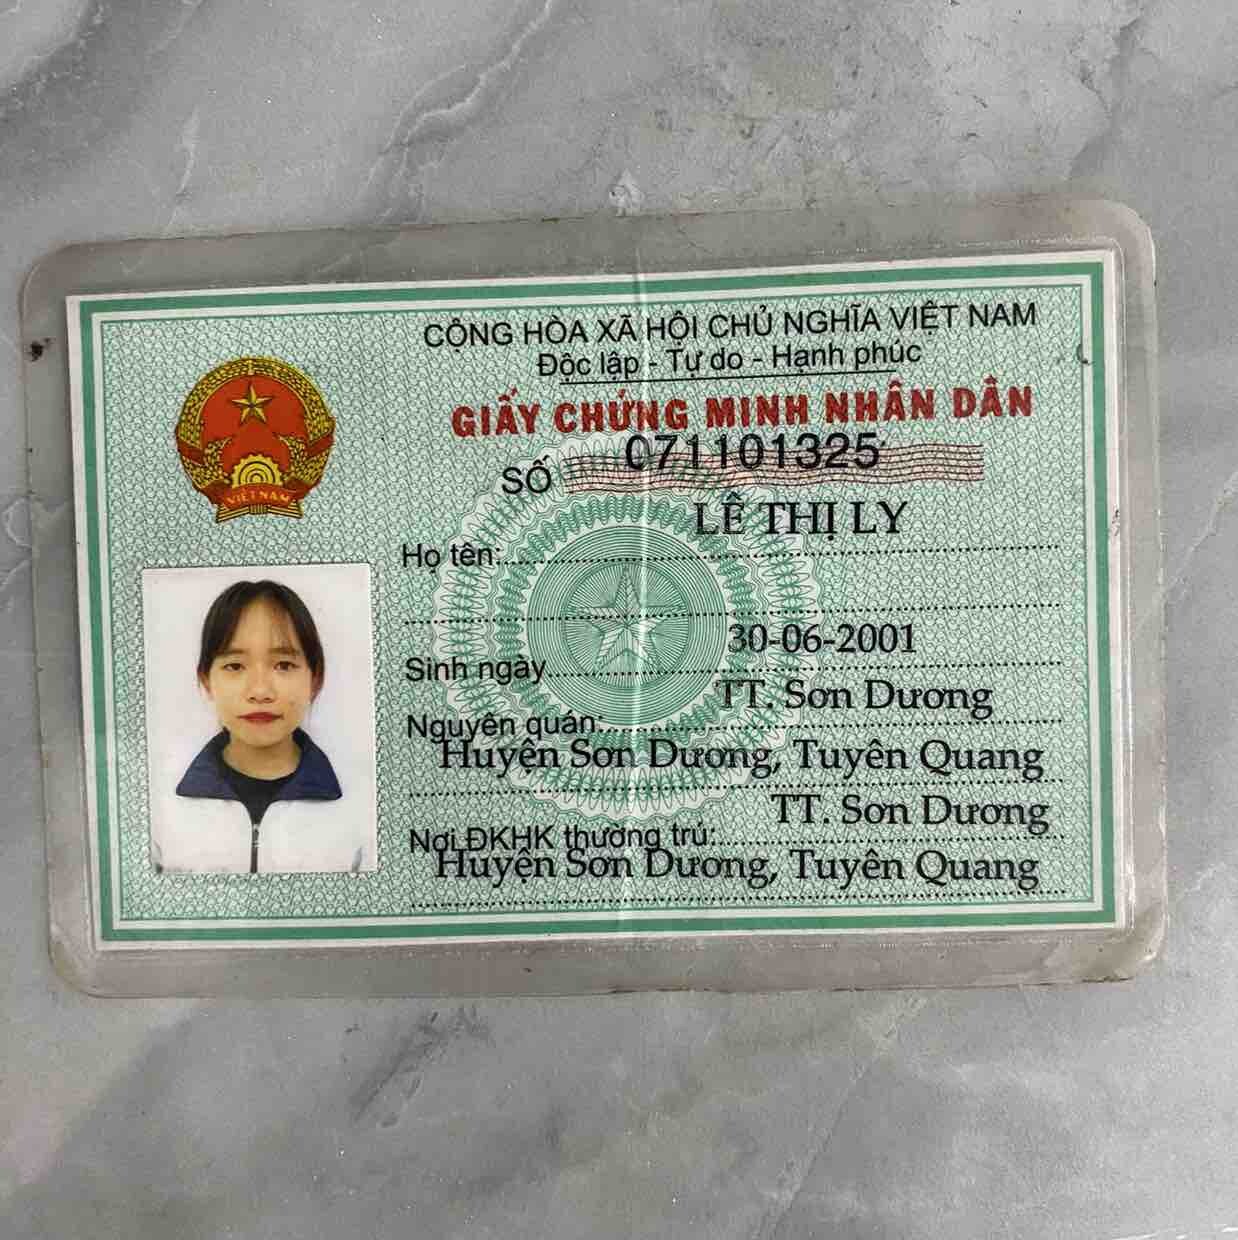 CỘNG HÒA XÃ HỘI CHỦ NGHĨA VIỆT NAM
Độc lập - Tự do - Hạnh phúc
GIẤY CHỨNG MINH NHÂN DÂN
SỐ 071101325
VIỆT NAM
Họ tên: LÊ THỊ LY
Sinh ngày 30-06-2001
Nguyên quán: TT. Sơn Dương
Huyện Sơn Dương, Tuyên Quang
Nơi ĐKHK thường trú: TT. Sơn Dương
Huyện Sơn Dương, Tuyên Quang